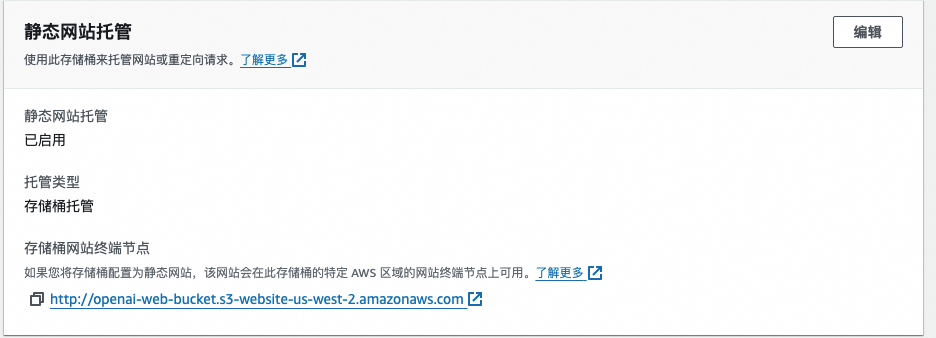 静态网站托管
编辑
使用此存储桶来托管网站或重定向请求。了解更多
静态网站托管
已启用
托管类型
存储桶托管
存储桶网站终端节点
如果您将存储桶配置为静态网站，该网站会在此存储桶的特定 AWS 区域的网站终端节点上可用。了解更多
http://openai-web-bucket.s3-website-us-west-2.amazonaws.com